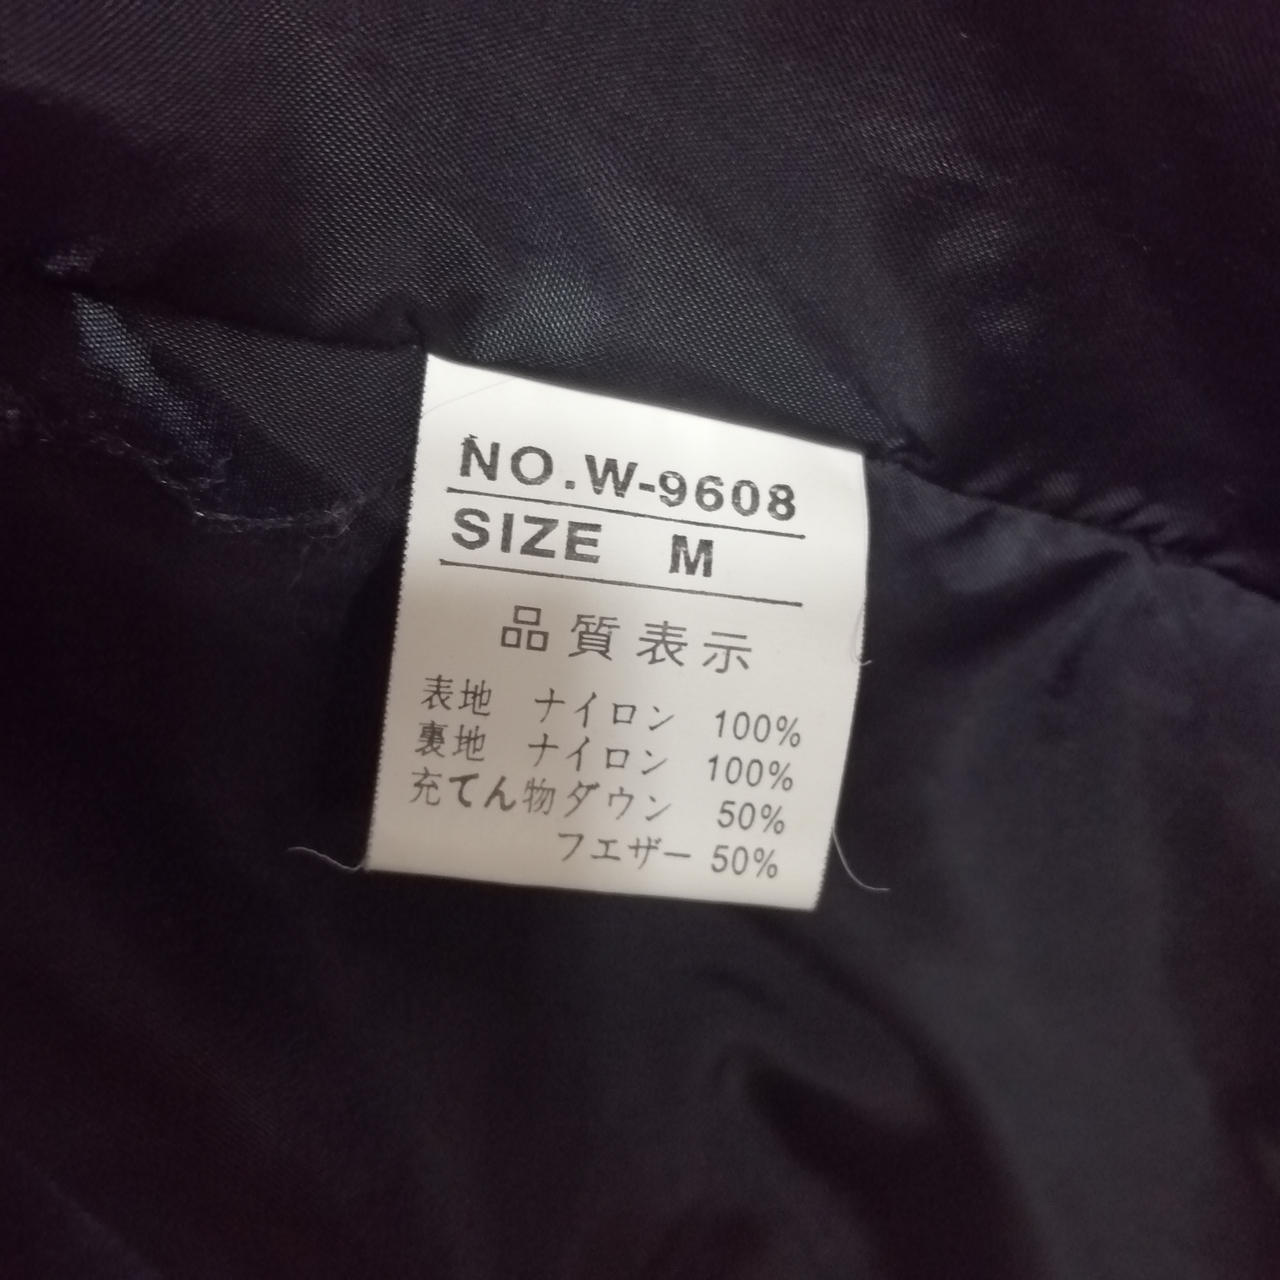 NO.W-9608
SIZE M
品質表示
表地 ナイロン 100%
裏地 ナイロン 100%
充てん物ダウン 50%
フエザー 50%